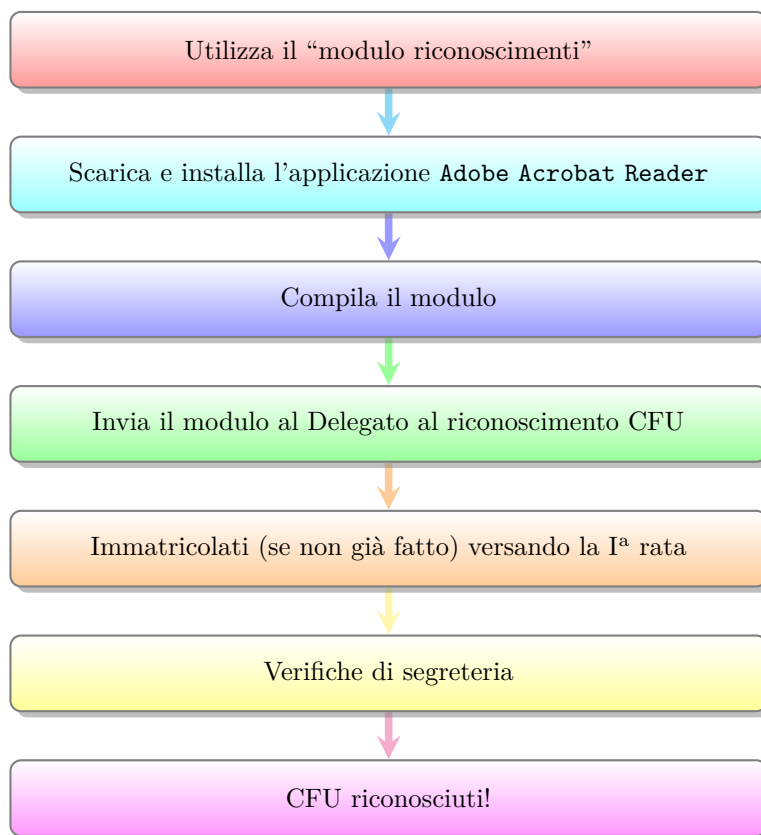 Utilizza il “modulo riconoscimenti”
Scarica e installa l’applicazione Adobe Acrobat Reader
Compila il modulo
Invia il modulo al Delegato al riconoscimento CFU
Immatricolati (se non già fatto) versando la Iª rata
Verifiche di segreteria
CFU riconosciuti!